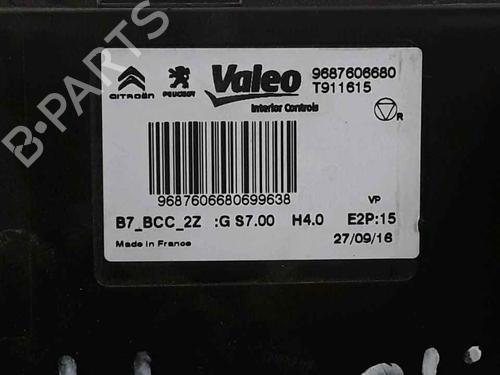 B-PARTS
CITROËN PEUGEOT Valeo 9687606680
T911615
Interior Controls
R
9687606680699638
VP
B7_BCC_2Z :G S7.00 H4.0 E2P:15
Made in France 27/09/16